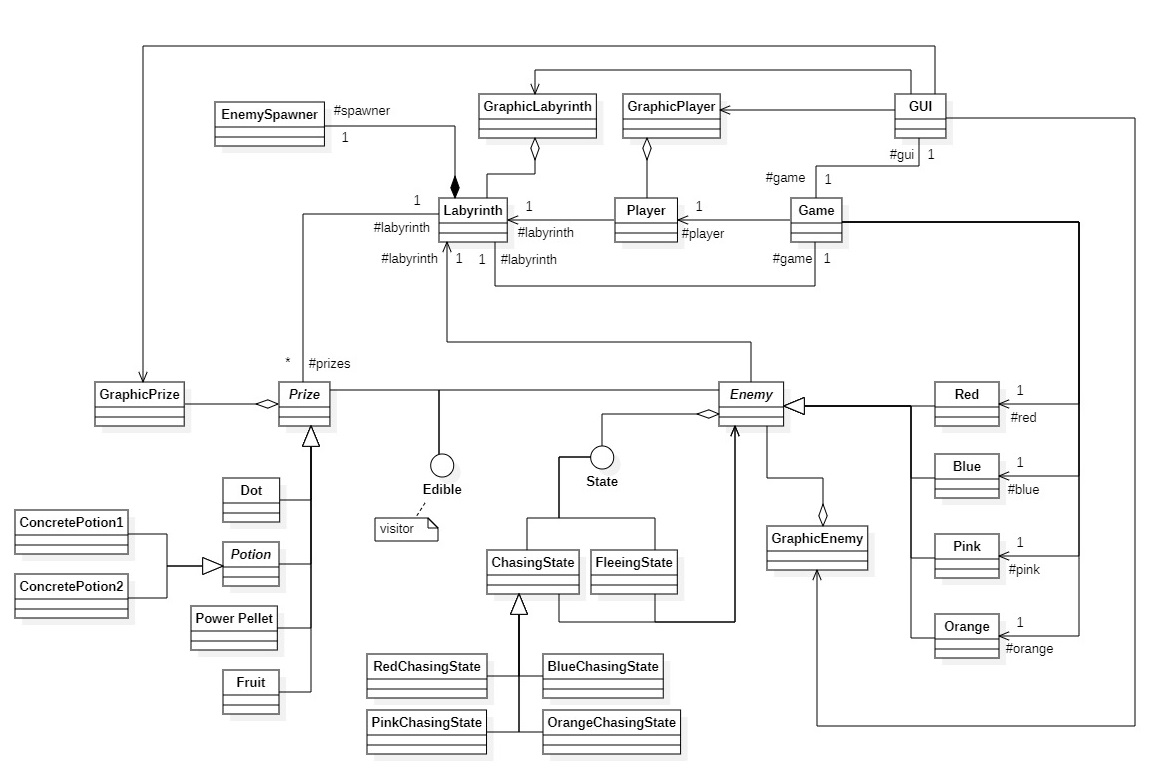 GraphicLabyrinth
GraphicPlayer
GUI
EnemySpawner
#spawner
1
#gui
1
#game
1
1
#labyrinth
Labyrinth
1
#labyrinth
Player
1
#player
Game
#labyrinth
1
1
#labyrinth
#game
1
*
#prizes
GraphicPrize
Prize
Enemy
Red
1
#red
Edible
visitor
State
Blue
1
#blue
Dot
ConcretePotion1
Potion
ConcretePotion2
Power Pellet
Fruit
ChasingState
FleeingState
GraphicEnemy
Pink
1
#pink
Orange
1
#orange
RedChasingState
BlueChasingState
PinkChasingState
OrangeChasingState